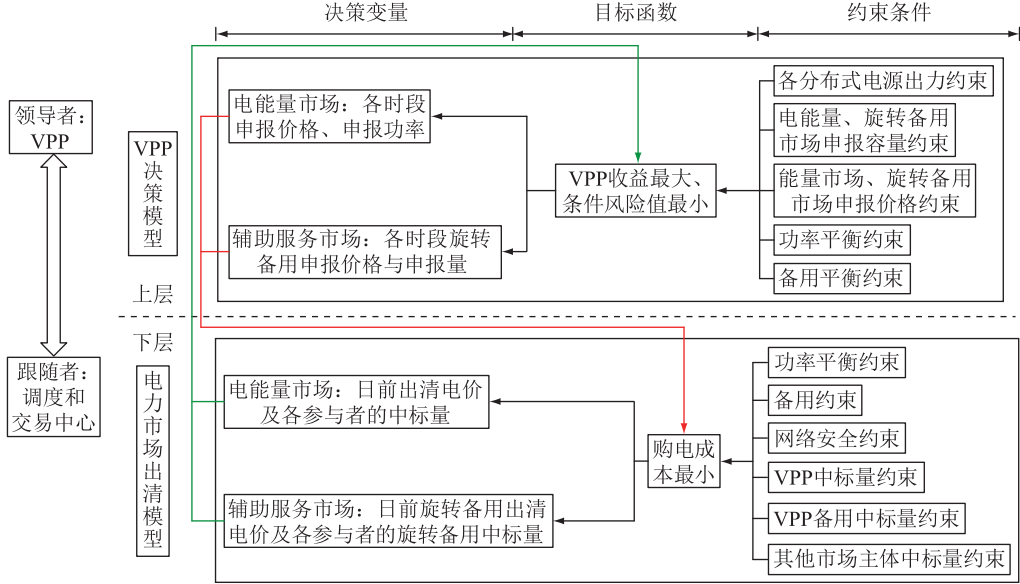 决策变量
目标函数
约束条件
领导者：
VPP
跟随者：
调度和
交易中心
VPP
决
策
模
型
上层
电能量市场：各时段
申报价格、申报功率
辅助服务市场：各时段旋转
备用申报价格与申报量
VPP收益最大、
条件风险值最小
各分布式电源出力约束
电能量、旋转备用
市场申报容量约束
能量市场、旋转备用
市场申报价格约束
功率平衡约束
备用平衡约束
下层
电
力
市
场
出
清
模
型
电能量市场：日前出清电价
及各参与者的中标量
辅助服务市场：日前旋转备用出清
电价及各参与者的旋转备用中标量
购电成
本最小
功率平衡约束
备用约束
网络安全约束
VPP中标量约束
VPP备用中标量约束
其他市场主体中标量约束